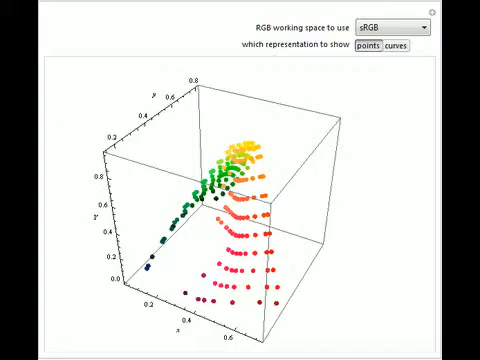 RGB working space to use sRGB
which representation to show points curves
0.8
y
0.6
0.4
0.2
0.8
0.6
Y
0.4
0.2
0.0
0.2
0.4
x
0.6